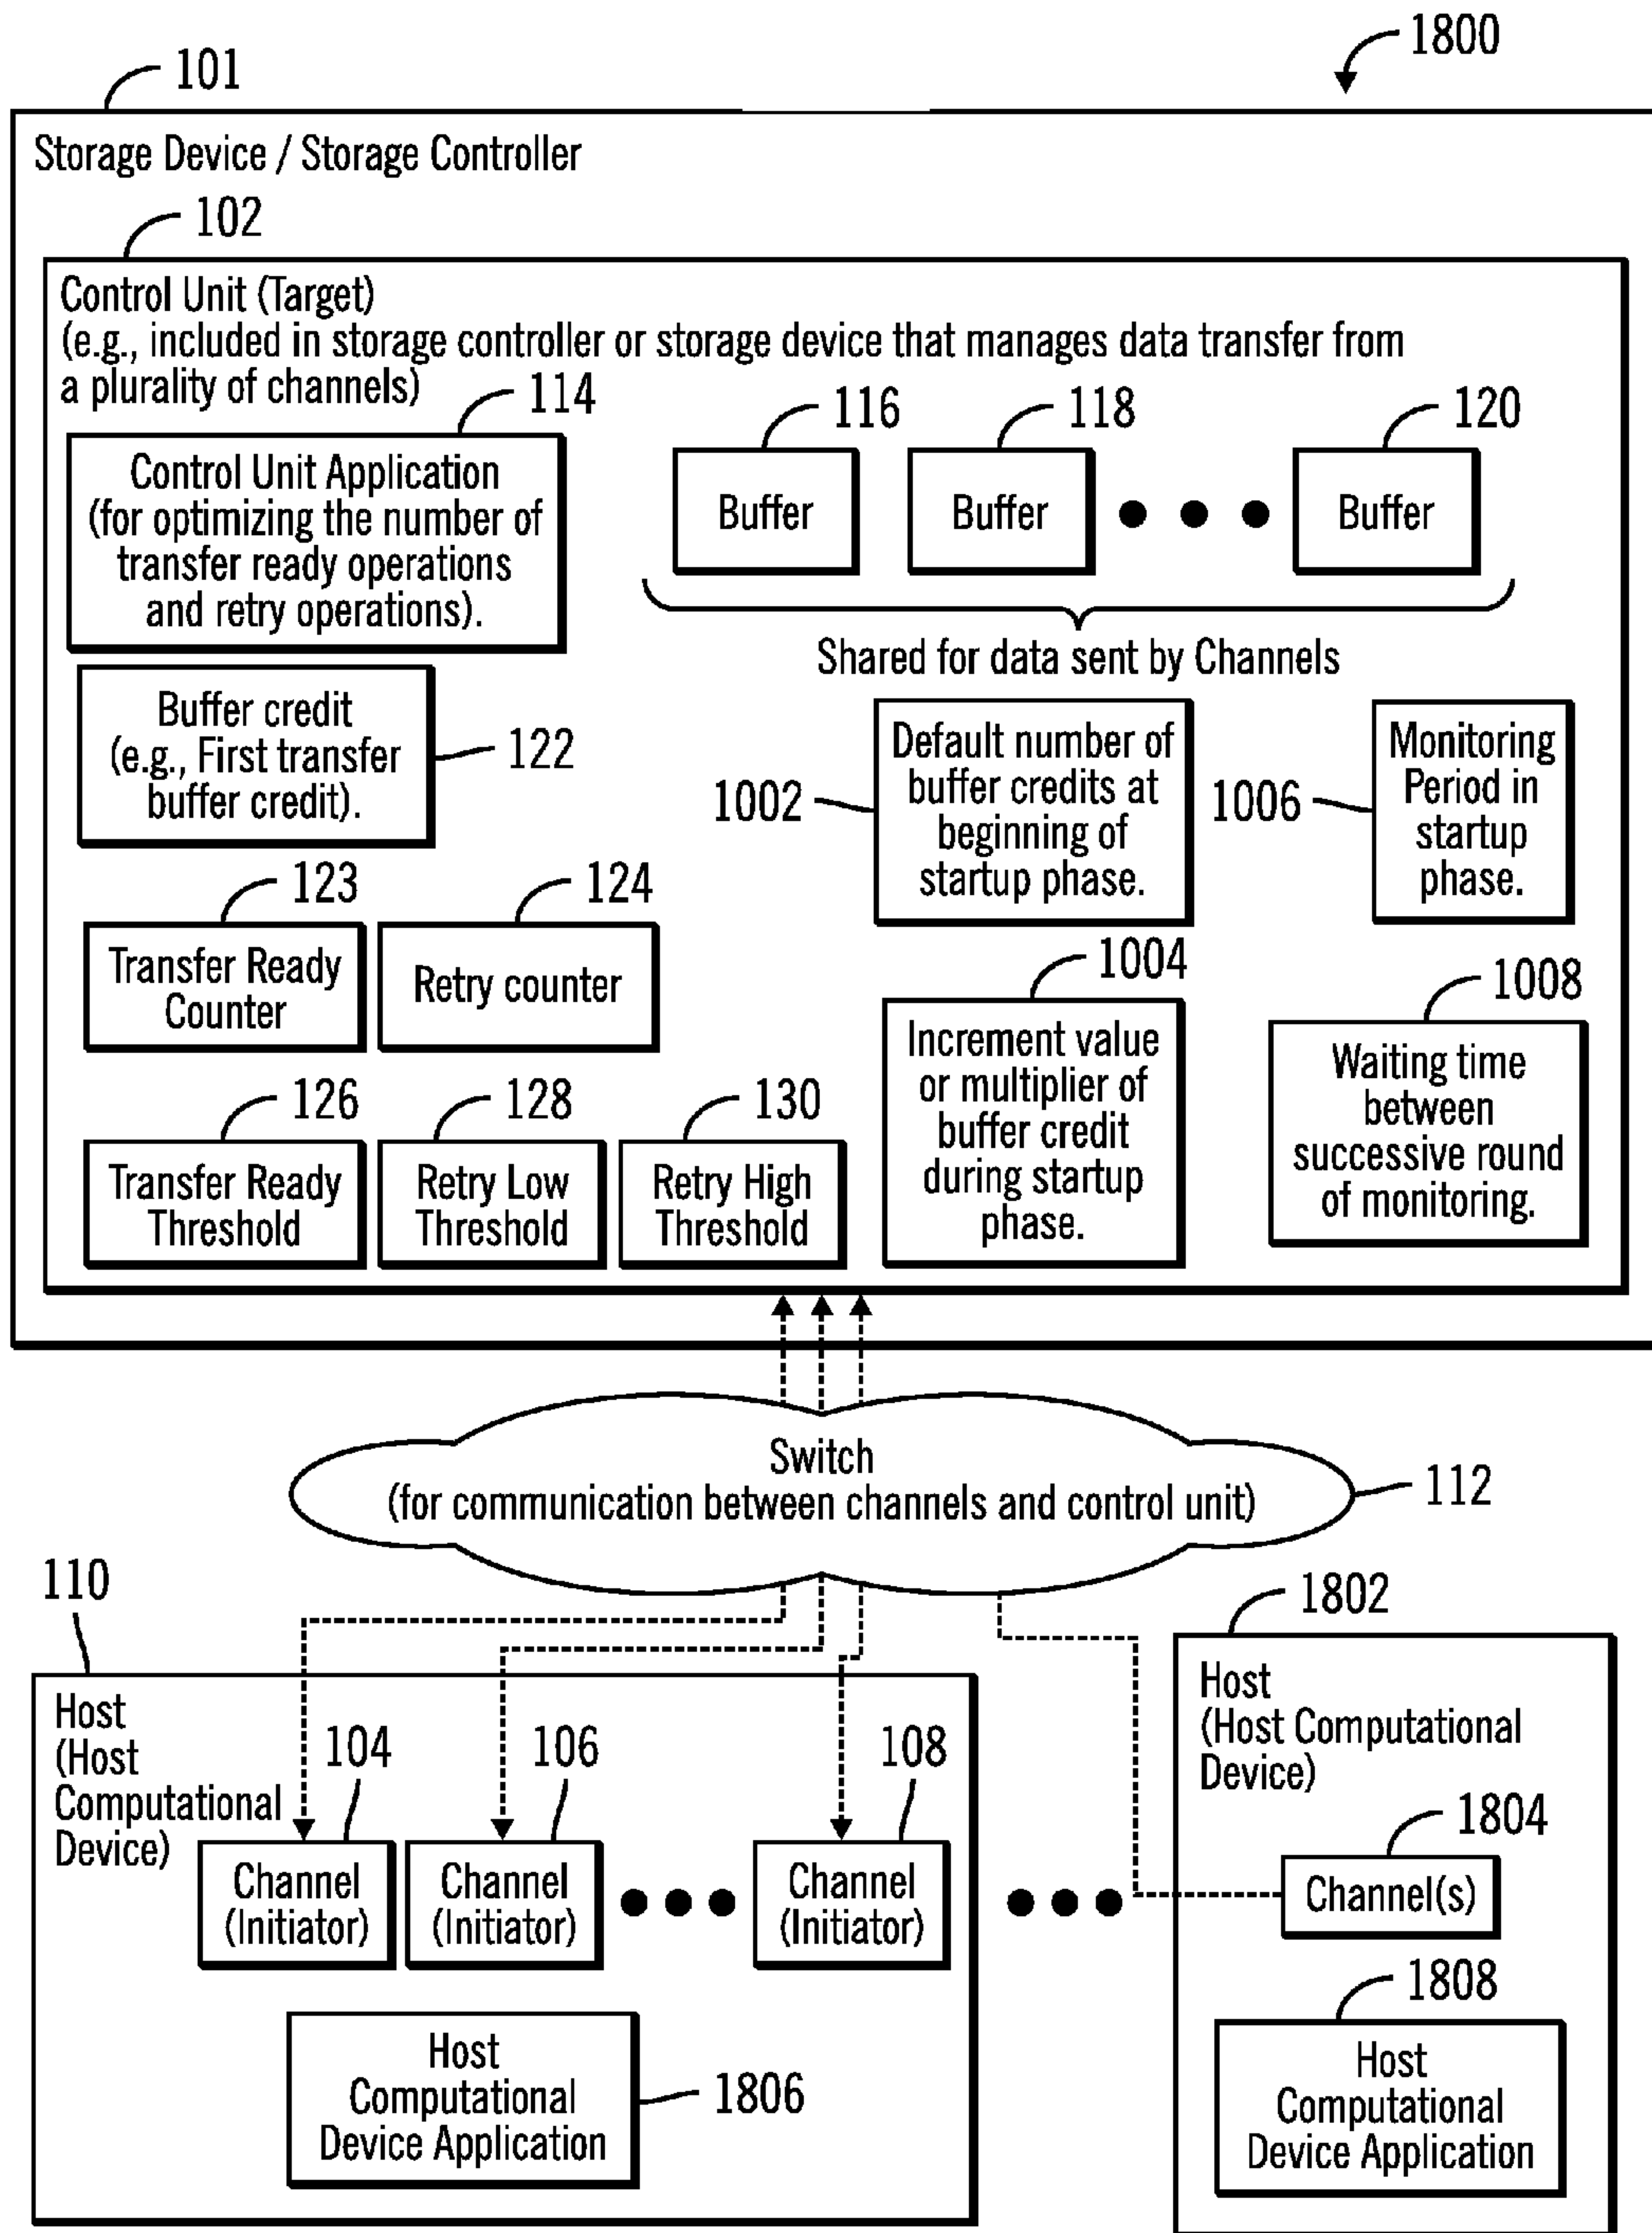 1800
101
Storage Device / Storage Controller
102
Control Unit (Target)
(e.g., included in storage controller or storage device that manages data transfer from
a plurality of channels)
114
Control Unit Application
(for optimizing the number of
transfer ready operations
and retry operations).
116
Buffer
118
Buffer
120
Buffer
Shared for data sent by Channels
Buffer credit
(e.g., First transfer
buffer credit).
122
1002
Default number of
buffer credits at
beginning of
startup phase.
1006
Monitoring
Period in
startup
phase.
123
Transfer Ready
Counter
124
Retry counter
1004
Increment value
or multiplier of
buffer credit
during startup
phase.
1008
Waiting time
between
successive round
of monitoring.
126
Transfer Ready
Threshold
128
Retry Low
Threshold
130
Retry High
Threshold
Switch
(for communication between channels and control unit)
112
110
Host
(Host
Computational
Device)
104
Channel
(Initiator)
106
Channel
(Initiator)
108
Channel
(Initiator)
Host
Computational
Device Application
1806
1802
Host
(Host Computational
Device)
1804
Channel(s)
1808
Host
Computational
Device Application